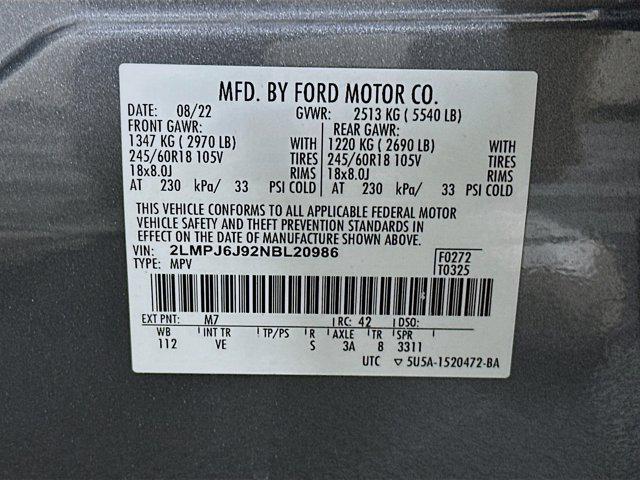 MFD. BY FORD MOTOR CO.
DATE: 08/22 GVWR: 2513 KG ( 5540 LB)
FRONT GAWR: REAR GAWR:
1347 KG ( 2970 LB) WITH 1220 KG ( 2690 LB) WITH
245/60R18 105V TIRES 245/60R18 105V TIRES
18x8.0J RIMS 18x8.0J RIMS
AT 230 kPa/ 33 PSI COLD AT 230 kPa/ 33 PSI COLD
THIS VEHICLE CONFORMS TO ALL APPLICABLE FEDERAL MOTOR
VEHICLE SAFETY AND THEFT PREVENTION STANDARDS IN
EFFECT ON THE DATE OF MANUFACTURE SHOWN ABOVE.
VIN: 2LMPJ6J92NBL20986 F0272
TYPE: MPV T0325
EXT PNT: M7 RC: 42 DSO:
WB INT TR TP/PS R AXLE TR SPR
112 VE S 3A 8 3311
UTC ▽ 5U5A-1520472-BA